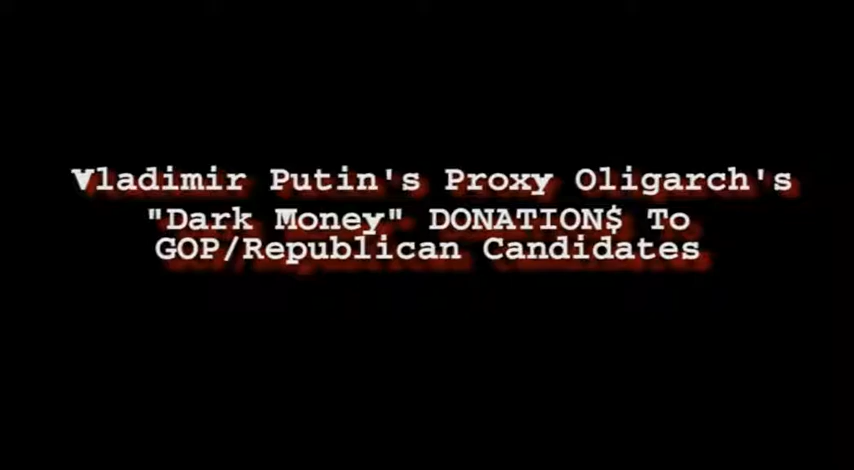 Vladimir Putin's Proxy Oligarch's
"Dark Money" DONATION$ To
GOP/Republican Candidates